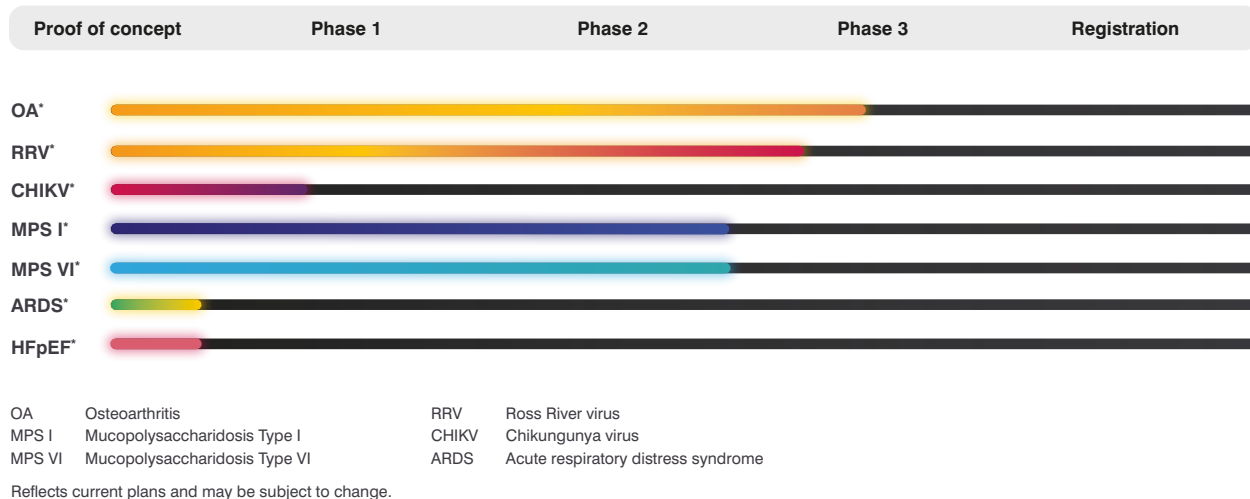 Proof of concept Phase 1 Phase 2 Phase 3 Registration
OA*
RRV*
CHIKV*
MPS I*
MPS VI*
ARDS*
HFpEF*
OA Osteoarritis RRV Ross River virus
MPS I Mucopolysaccharidosis Type I CHIKV Chikungunya virus
MPS VI Mucopolysaccharidosis Type VI ARDS Acute respiratory distress syndrome
Reflects current plans and may be subject to change.